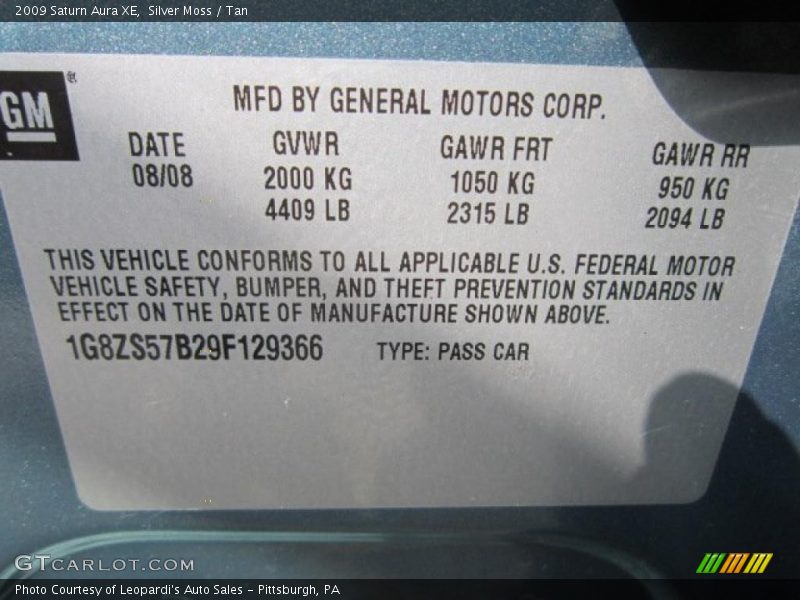 2009 Saturn Aura XE, Silver Moss / Tan
GM
®
MFD BY GENERAL MOTORS CORP.
DATE GVWR GAWR FRT GAWR RR
08/08 2000 KG 1050 KG 950 KG
4409 LB 2315 LB 2094 LB
THIS VEHICLE CONFORMS TO ALL APPLICABLE U.S. FEDERAL MOTOR
VEHICLE SAFETY, BUMPER, AND THEFT PREVENTION STANDARDS IN
EFFECT ON THE DATE OF MANUFACTURE SHOWN ABOVE.
1G8ZS57B29F129366 TYPE: PASS CAR
GTCARLOT.COM
Photo Courtesy of Leopardi's Auto Sales - Pittsburgh, PA